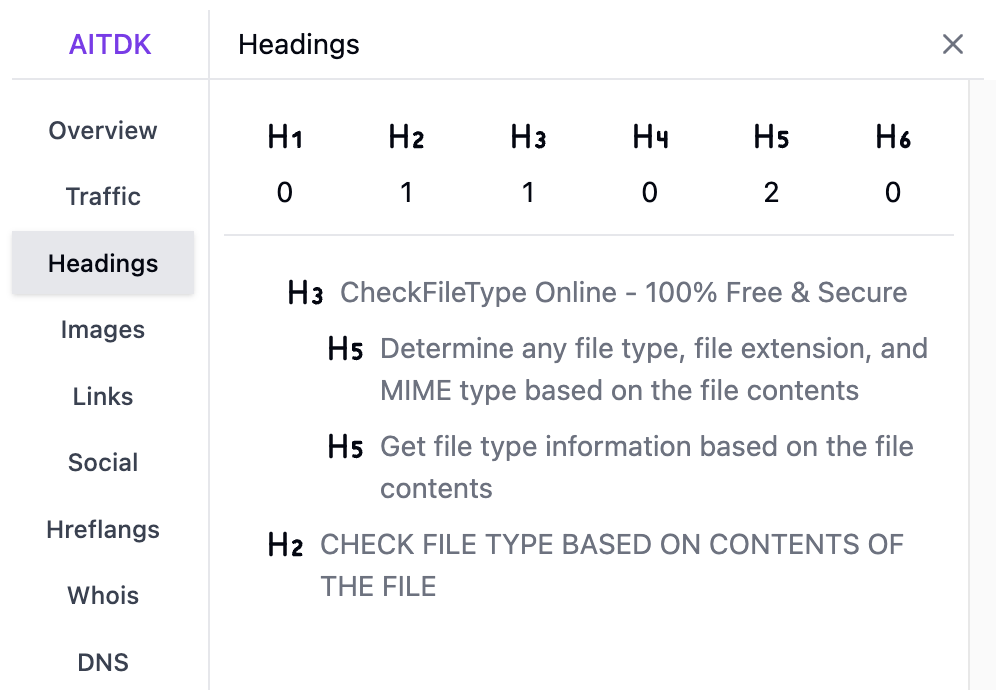 AITDK
Headings
Overview
Traffic
Headings
Images
Links
Social
Hreflangs
Whois
DNS
H1 H2 H3 H4 H5 H6
0 1 1 0 2 0
H3 CheckFileType Online - 100% Free & Secure
H5 Determine any file type, file extension, and
MIME type based on the file contents
H5 Get file type information based on the file
contents
H2 CHECK FILE TYPE BASED ON CONTENTS OF
THE FILE